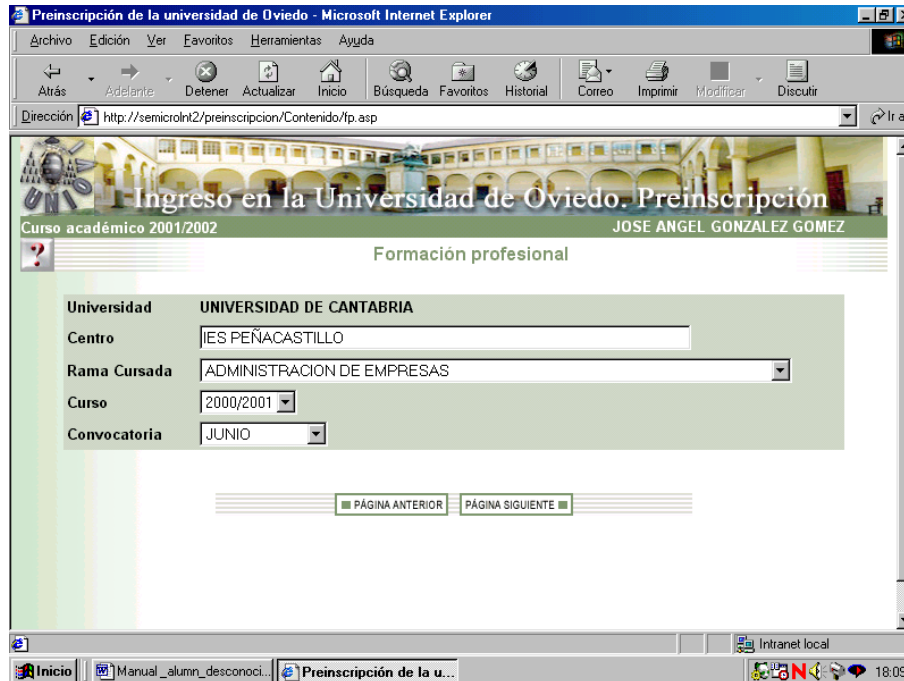 Preinscripción de la universidad de Oviedo - Microsoft Internet Explorer
Archivo Edición Ver Favoritos Herramientas Ayuda
Atrás Adelante Detener Actualizar Inicio Búsqueda Favoritos Historial Correo Imprimir Modificar Discutir
Dirección http://semicroInt2/preinscripcion/Contenido/fp.asp Ir a
Ingreso en la Universidad de Oviedo. Preinscripción
Curso académico 2001/2002 JOSE ANGEL GONZALEZ GOMEZ
? Formación profesional
Universidad UNIVERSIDAD DE CANTABRIA
Centro IES PEÑACASTILLO
Rama Cursada ADMINISTRACION DE EMPRESAS
Curso 2000/2001
Convocatoria JUNIO
PÁGINA ANTERIOR PÁGINA SIGUIENTE
Intranet local
Inicio Manual_alumn_desconoci... Preinscripción de la u... N 18:09